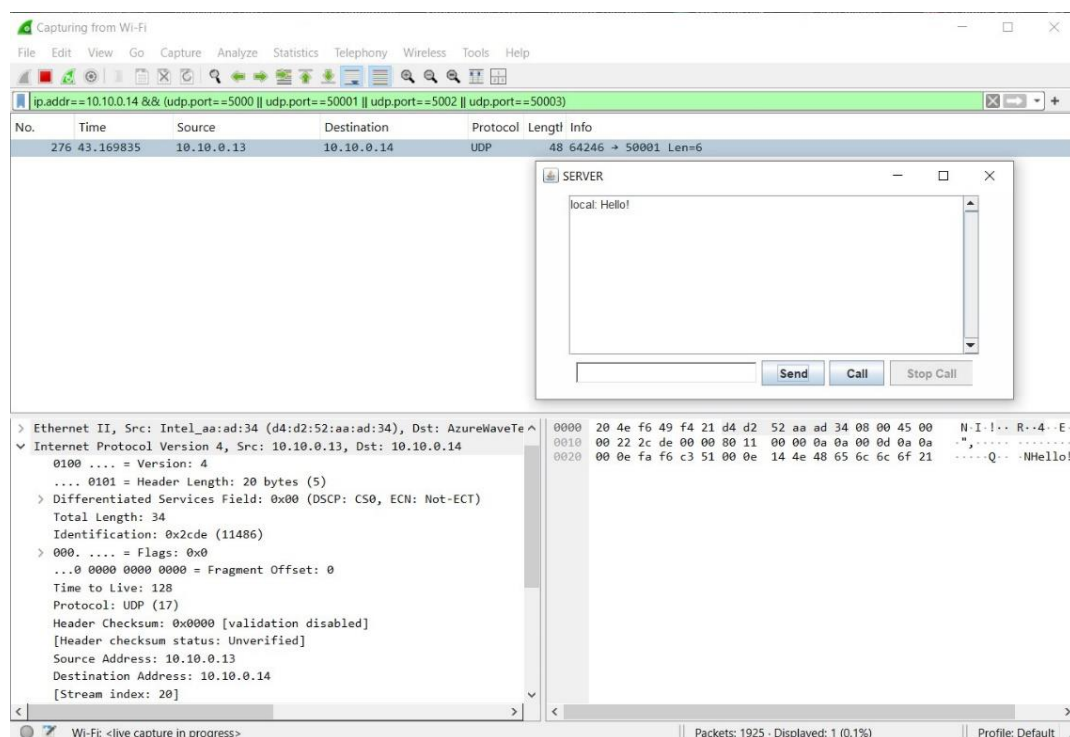 Capturing from Wi-Fi
File Edit View Go Capture Analyze Statistics Telephony Wireless Tools Help
ip.addr==10.10.0.14 && (udp.port==5000 || udp.port==50001 || udp.port==5002 || udp.port==50003)
No. Time Source Destination Protocol Length Info
276 43.169835 10.10.0.13 10.10.0.14 UDP 48 64246 → 50001 Len=6
SERVER
local: Hello!
Send Call Stop Call
> Ethernet II, Src: Intel_aa:ad:34 (d4:d2:52:aa:ad:34), Dst: AzureWaveTe
Internet Protocol Version 4, Src: 10.10.0.13, Dst: 10.10.0.14
0100 .... = Version: 4
.... 0101 = Header Length: 20 bytes (5)
> Differentiated Services Field: 0x00 (DSCP: CS0, ECN: Not-ECT)
Total Length: 34
Identification: 0x2cde (11486)
> 000. .... = Flags: 0x0
...0 0000 0000 0000 = Fragment Offset: 0
Time to Live: 128
Protocol: UDP (17)
Header Checksum: 0x0000 [validation disabled]
[Header checksum status: Unverified]
Source Address: 10.10.0.13
Destination Address: 10.10.0.14
[Stream index: 20]
0000 20 4e f6 49 f4 21 d4 d2 52 aa ad 34 08 00 45 00 N·I·!·· R··4··E·
0010 00 22 2c de 00 00 80 11 00 00 0a 0a 00 0d 0a 0a ·",····· ········
0020 00 0e fa f6 c3 51 00 0e 14 4e 48 65 6c 6c 6f 21 ·····Q·· ·NHello!
Wi-Fi: <live capture in progress>
Packets: 1925 · Displayed: 1 (0.1%)
Profile: Default